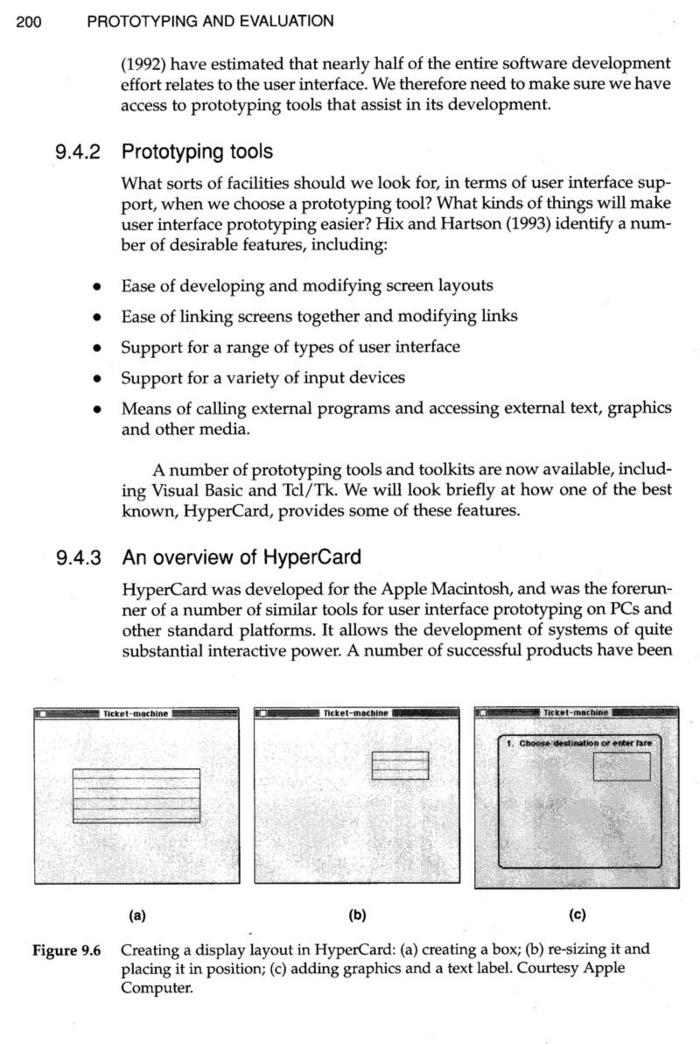 200 PROTOTYPING AND EVALUATION
(1992) have estimated that nearly half of the entire software development
effort relates to the user interface. We therefore need to make sure we have
access to prototyping tools that assist in its development.
9.4.2 Prototyping tools
What sorts of facilities should we look for, in terms of user interface sup-
port, when we choose a prototyping tool? What kinds of things will make
user interface prototyping easier? Hix and Hartson (1993) identify a num-
ber of desirable features, including:
• Ease of developing and modifying screen layouts
• Ease of linking screens together and modifying links
• Support for a range of types of user interface
• Support for a variety of input devices
• Means of calling external programs and accessing external text, graphics
and other media.
A number of prototyping tools and toolkits are now available, includ-
ing Visual Basic and Tcl/Tk. We will look briefly at how one of the best
known, HyperCard, provides some of these features.
9.4.3 An overview of HyperCard
HyperCard was developed for the Apple Macintosh, and was the forerun-
ner of a number of similar tools for user interface prototyping on PCs and
other standard platforms. It allows the development of systems of quite
substantial interactive power. A number of successful products have been
Ticket-machine
Ticket-machine
Ticket-machine
1. Choose destination or enter fare
(a)
(b)
(c)
Figure 9.6 Creating a display layout in HyperCard: (a) creating a box; (b) re-sizing it and
placing it in position; (c) adding graphics and a text label. Courtesy Apple
Computer.